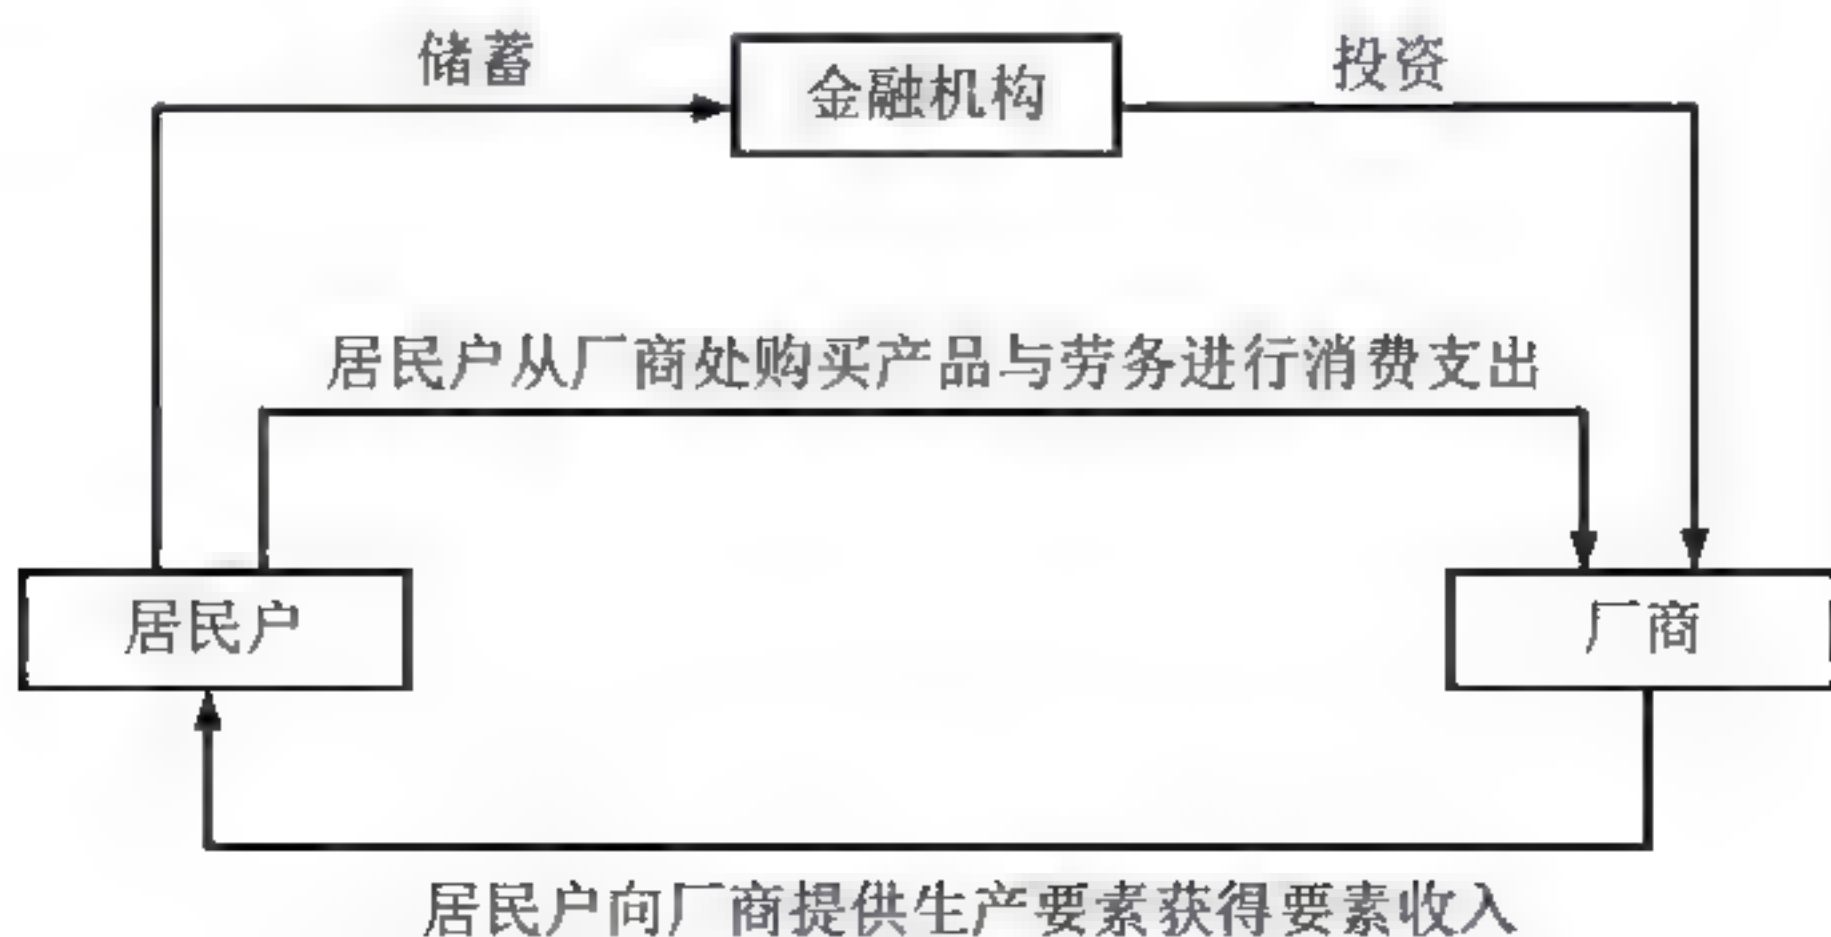 储蓄
金融机构
投资
居民户从厂商处购买产品与劳务进行消费支出
居民户
厂商
居民户向厂商提供生产要素获得要素收入